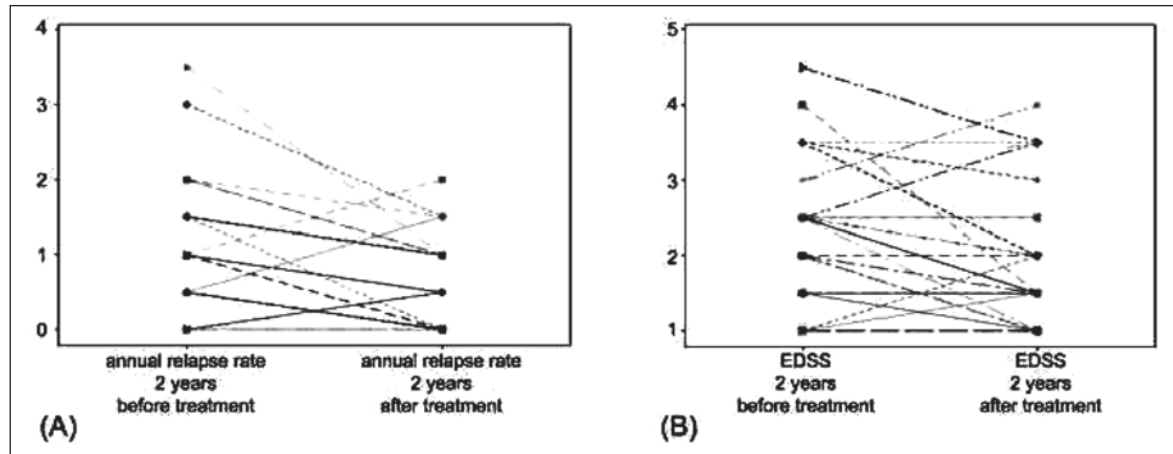 4
3
2
1
0
annual relapse rate
2 years
before treatment
annual relapse rate
2 years
after treatment
(A)
5
4
3
2
1
EDSS
2 years
before treatment
EDSS
2 years
after treatment
(B)